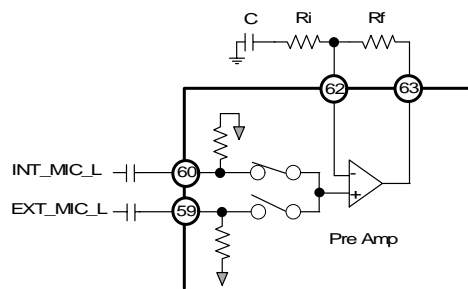 C Ri Rf
62 63
INT_MIC_L 60
EXT_MIC_L 59
-
+
Pre Amp